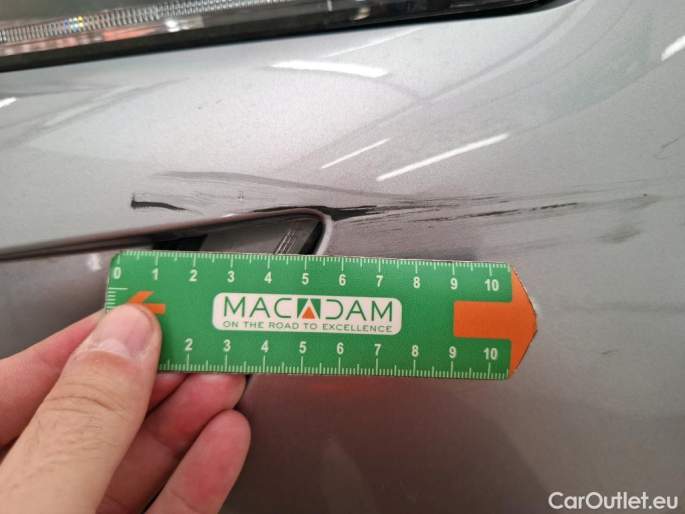 0 1 2 3 4 5 6 7 8 9 10
MACADAM
ON THE ROAD TO EXCELLENCE
2 3 4 5 6 7 8 9 10
CarOutlet.eu